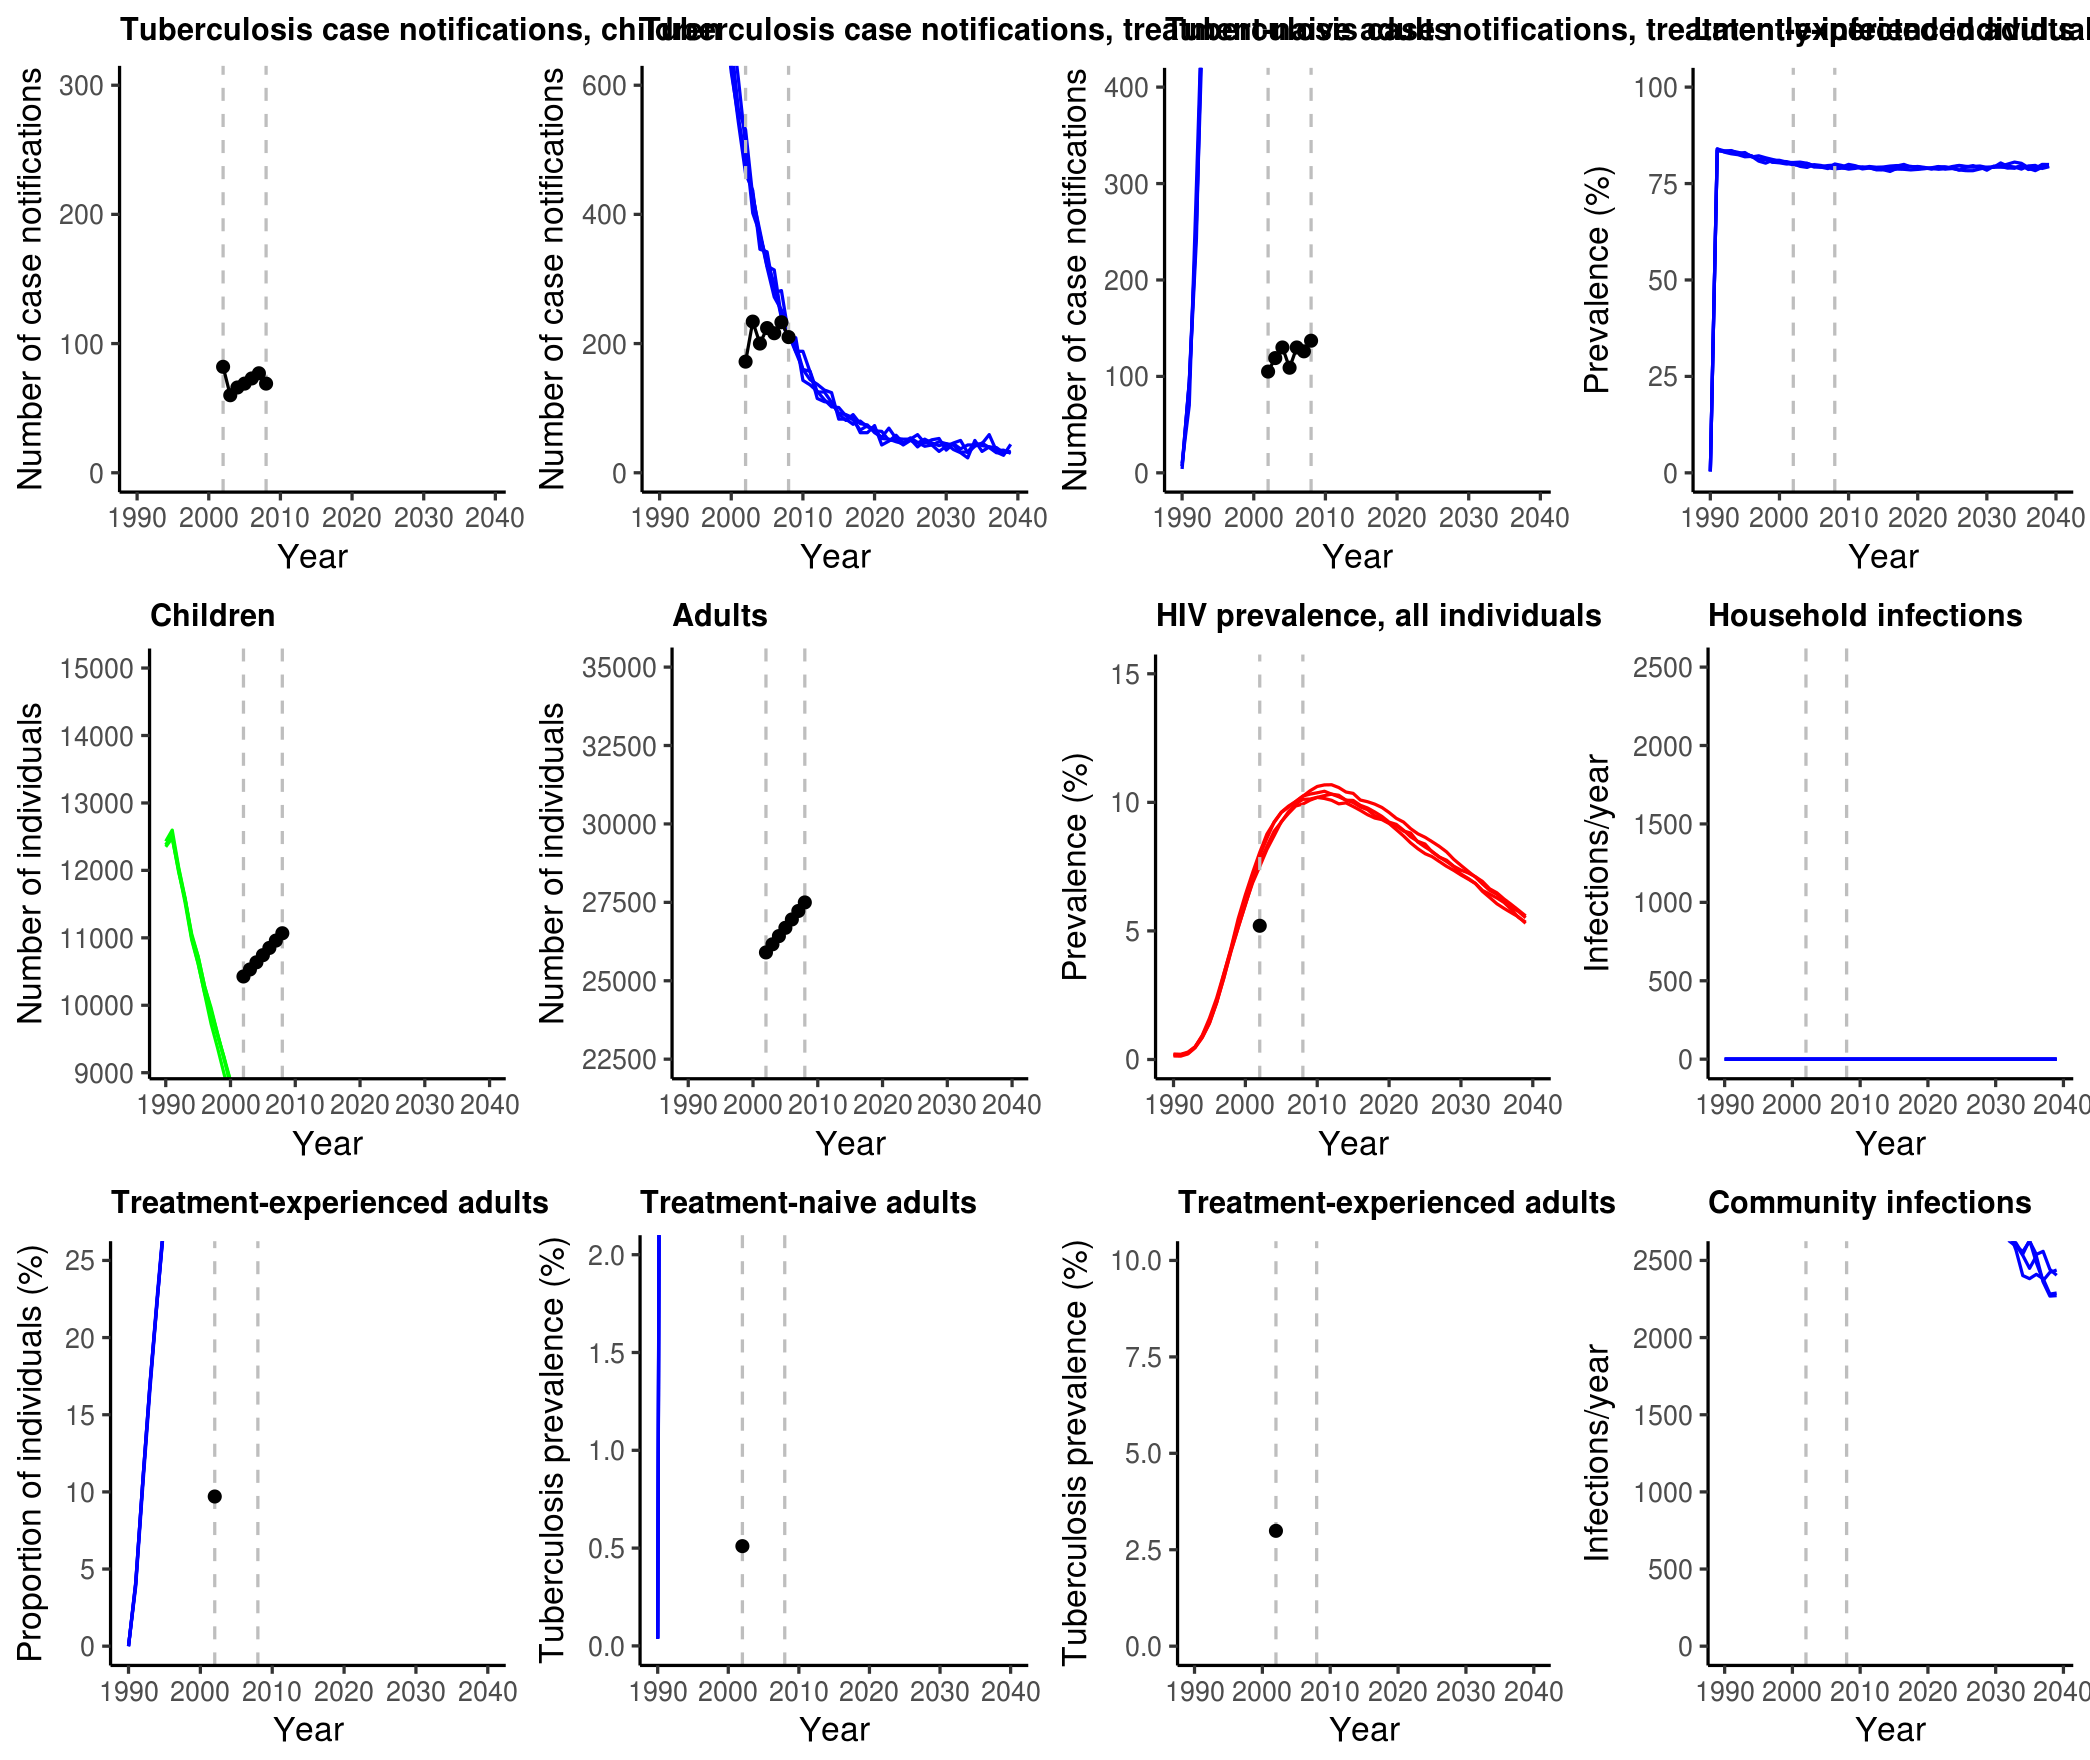 Tuberculosis case notifications, children
Tuberculosis case notifications, treatment-naive adults
Tuberculosis case notifications, treatment-experienced adults
Latently infected individuals
Number of case notifications
300
200
100
0
1990 2000 2010 2020 2030 2040
Year
Number of case notifications
600
400
200
0
1990 2000 2010 2020 2030 2040
Year
Number of case notifications
400
300
200
100
0
1990 2000 2010 2020 2030 2040
Year
Prevalence (%)
100
75
50
25
0
1990 2000 2010 2020 2030 2040
Year
Children
Number of individuals
15000
14000
13000
12000
11000
10000
9000
1990 2000 2010 2020 2030 2040
Year
Adults
Number of individuals
35000
32500
30000
27500
25000
22500
1990 2000 2010 2020 2030 2040
Year
HIV prevalence, all individuals
Prevalence (%)
15
10
5
0
1990 2000 2010 2020 2030 2040
Year
Household infections
Infections/year
2500
2000
1500
1000
500
0
1990 2000 2010 2020 2030 2040
Year
Treatment-experienced adults
Proportion of individuals (%)
25
20
15
10
5
0
1990 2000 2010 2020 2030 2040
Year
Treatment-naive adults
Tuberculosis prevalence (%)
2.0
1.5
1.0
0.5
0.0
1990 2000 2010 2020 2030 2040
Year
Treatment-experienced adults
Tuberculosis prevalence (%)
10.0
7.5
5.0
2.5
0.0
1990 2000 2010 2020 2030 2040
Year
Community infections
Infections/year
2500
2000
1500
1000
500
0
1990 2000 2010 2020 2030 2040
Year